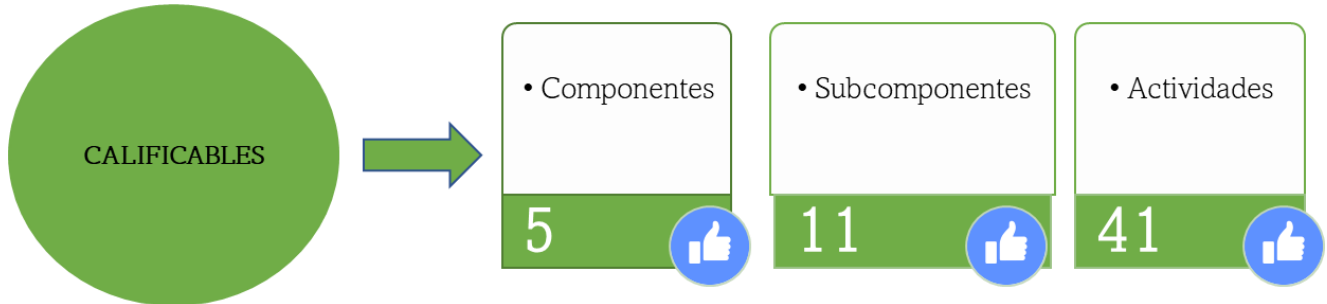 CALIFICABLES
• Componentes
5
• Subcomponentes
11
• Actividades
41